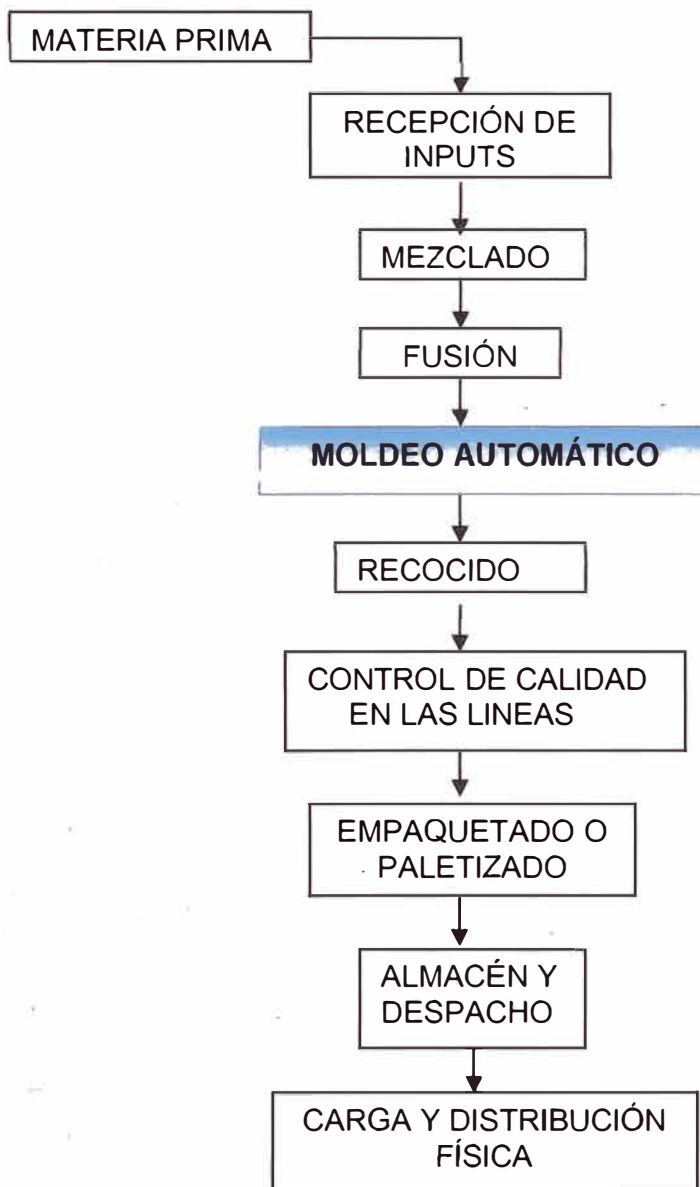 MATERIA PRIMA
RECEPCIÓN DE
INPUTS
MEZCLADO
FUSIÓN
MOLDEO AUTOMÁTICO
RECOCIDO
CONTROL DE CALIDAD
EN LAS LINEAS
EMPAQUETADO O
PALETIZADO
ALMACÉN Y
DESPACHO
CARGA Y DISTRIBUCIÓN
FÍSICA